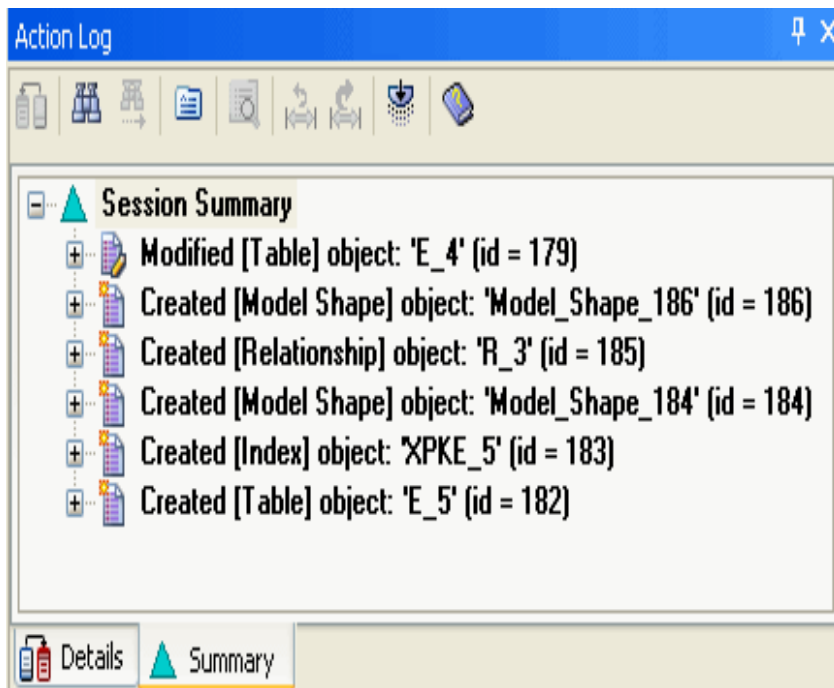 Action Log
Session Summary
Modified [Table] object: 'E_4' (id = 179)
Created [Model Shape] object: 'Model_Shape_186' (id = 186)
Created [Relationship] object: 'R_3' (id = 185)
Created [Model Shape] object: 'Model_Shape_184' (id = 184)
Created [Index] object: 'XPKE_5' (id = 183)
Created [Table] object: 'E_5' (id = 182)
Details
Summary